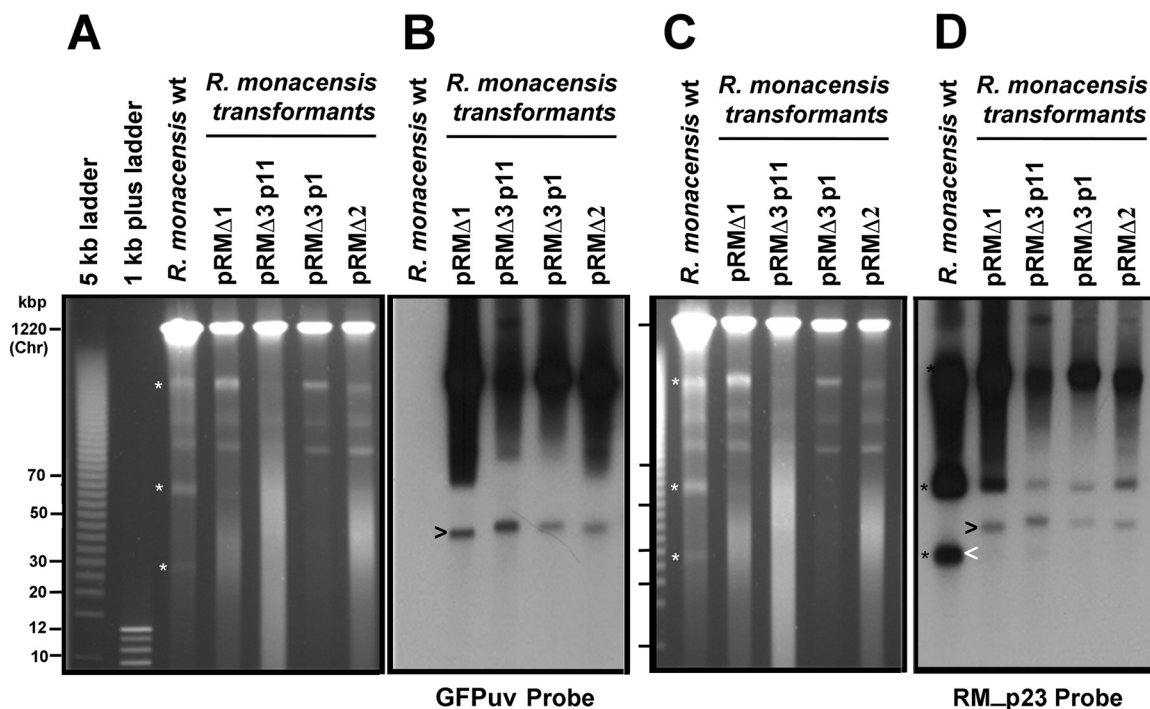 A
B
C
D
5 kb ladder
1 kb plus ladder
R. monacensis wt
R. monacensis
transformants
pRMΔ1
pRMΔ3 p11
pRMΔ3 p1
pRMΔ2
R. monacensis wt
R. monacensis
transformants
pRMΔ1
pRMΔ3 p11
pRMΔ3 p1
pRMΔ2
R. monacensis wt
R. monacensis
transformants
pRMΔ1
pRMΔ3 p11
pRMΔ3 p1
pRMΔ2
R. monacensis wt
R. monacensis
transformants
pRMΔ1
pRMΔ3 p11
pRMΔ3 p1
pRMΔ2
kbp
1220
(Chr)
70
50
30
20
12
10
*
*
*
>
*
*
*
*
*
>
* <
GFPuv Probe
RM_p23 Probe